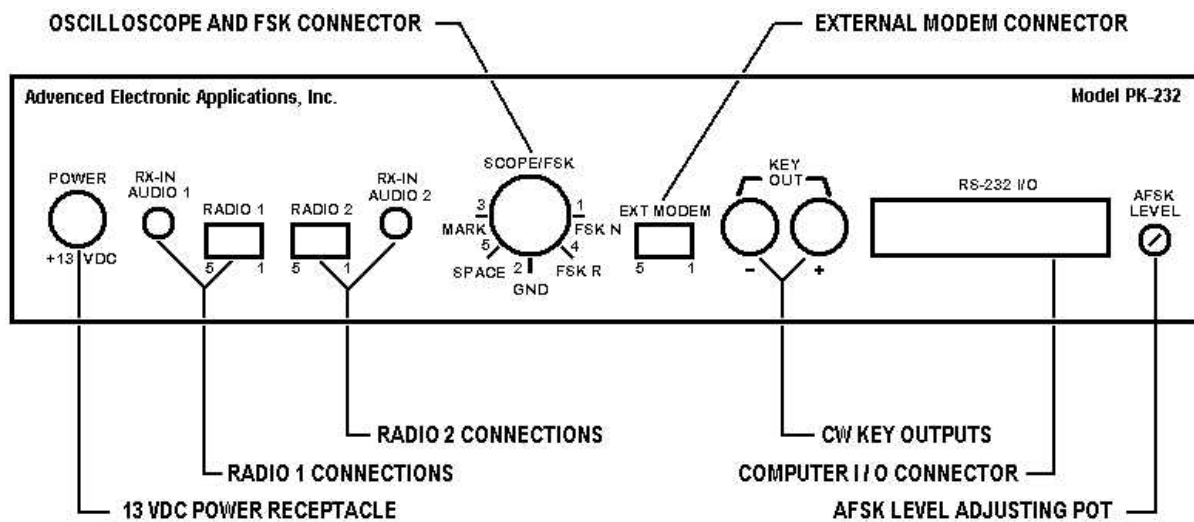 OSCILLOSCOPE AND FSK CONNECTOR
EXTERNAL MODEM CONNECTOR
Advenced Electronic Applications, Inc.
Model PK-232
POWER
+13 VDC
RX-IN
AUDIO 1
RADIO 1
5 1
RADIO 2
5 1
RX-IN
AUDIO 2
SCOPE/FSK
3
MARK
5
SPACE
2
GND
1
FSK N
4
FSK R
EXT MODEM
5 1
KEY
OUT
- +
RS-232 I/O
AFSK
LEVEL
RADIO 2 CONNECTIONS
CW KEY OUTPUTS
RADIO 1 CONNECTIONS
COMPUTER I / O CONNECTOR
13 VDC POWER RECEPTACLE
AFSK LEVEL ADJUSTING POT